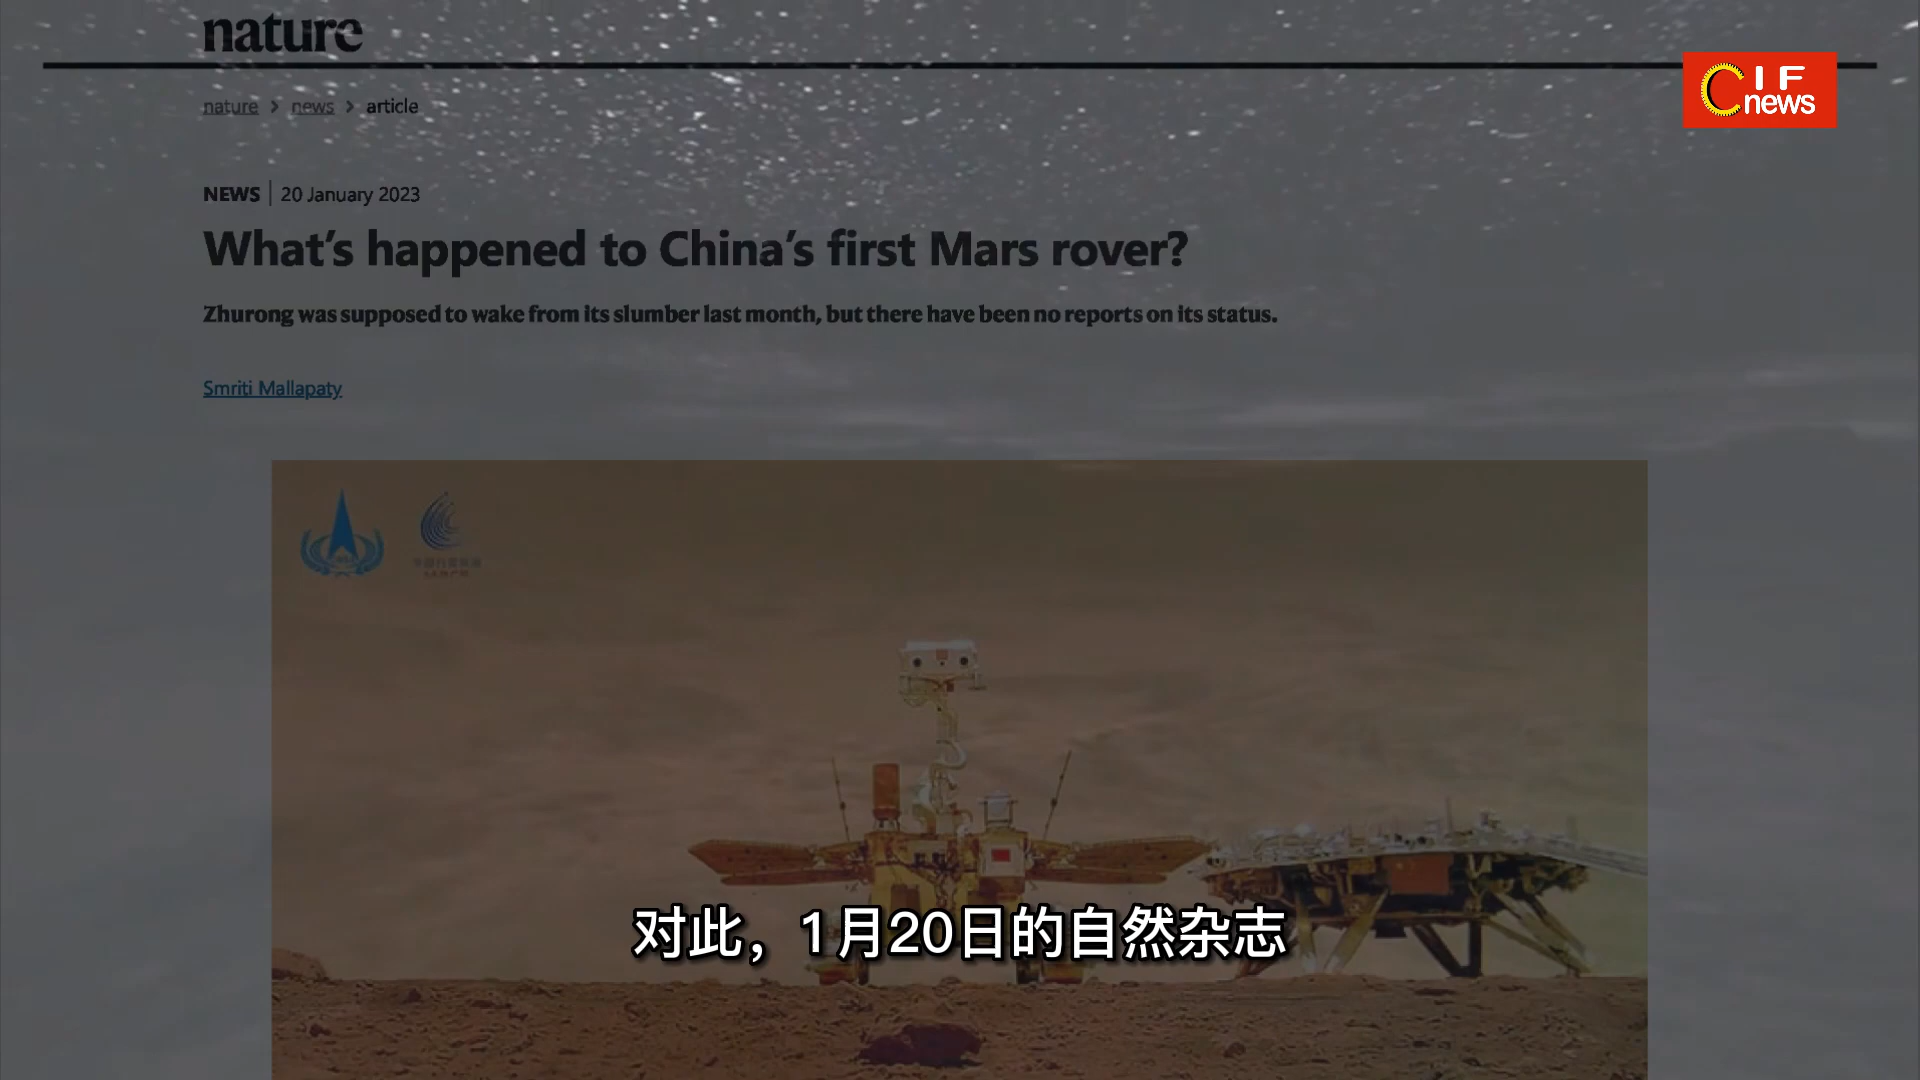 nature
nature > news > article
C IF news
NEWS | 20 January 2023
What's happened to China's first Mars rover?
Zhurong was supposed to wake from its slumber last month, but there have been no reports on its status.
Smriti Mallapaty
对此，1月20日的自然杂志